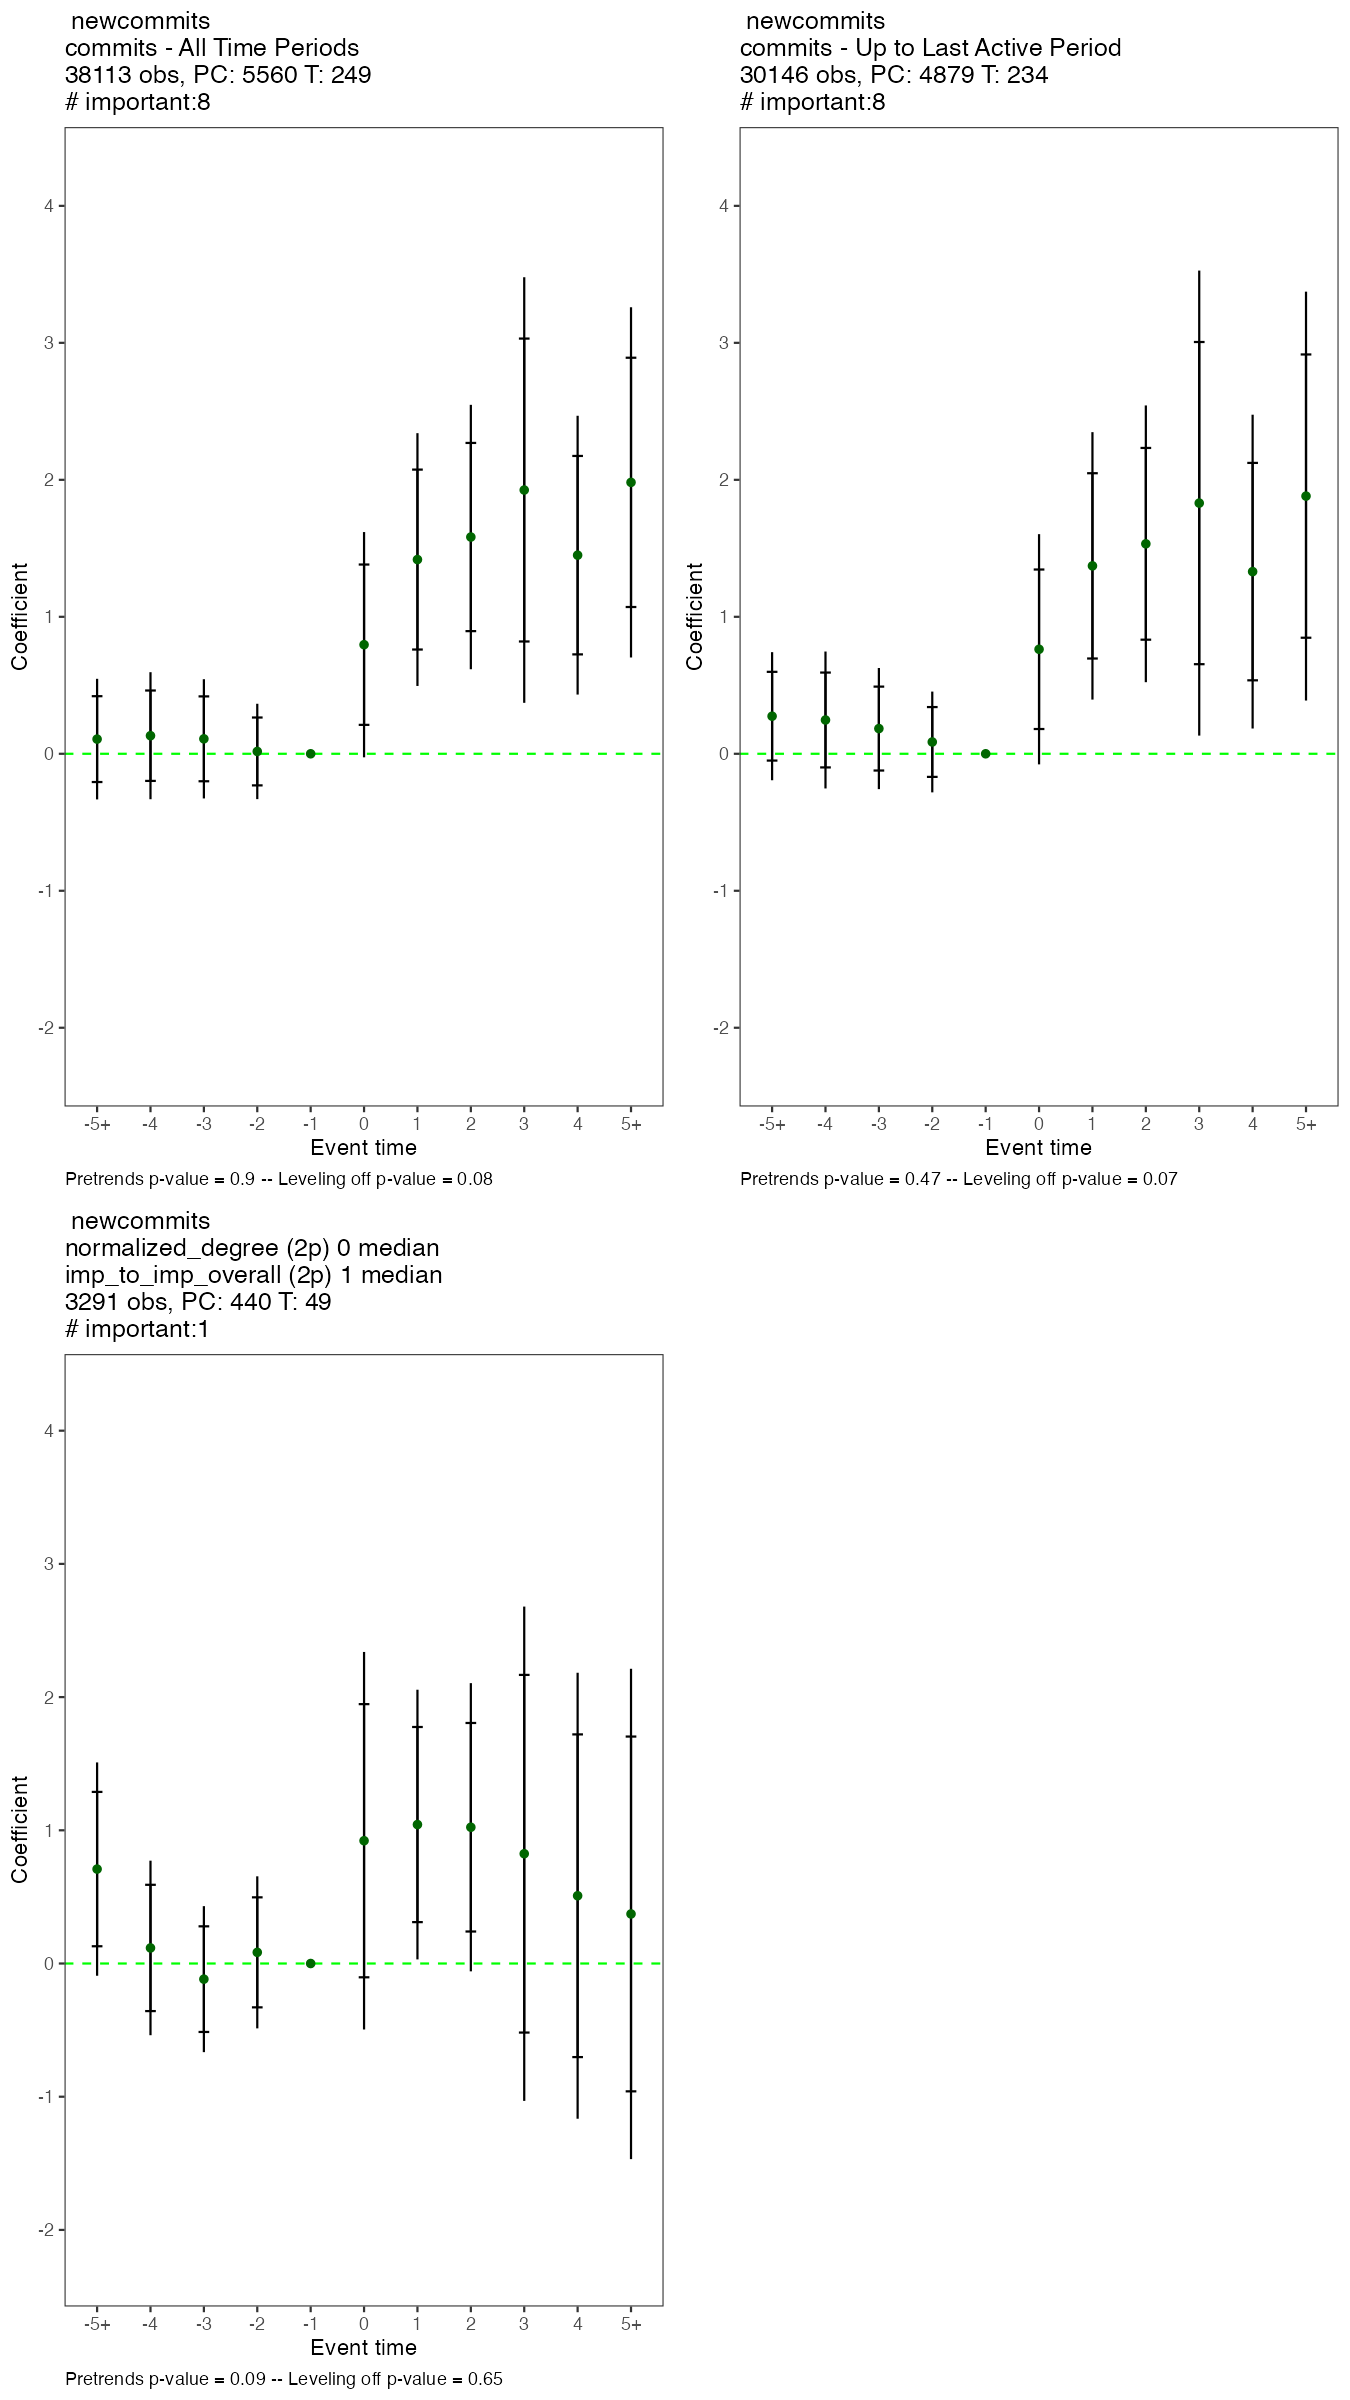 newcommits
commits - All Time Periods
38113 obs, PC: 5560 T: 249
# important:8
4
3
2
1
0
-1
-2
Coefficient
-5+ -4 -3 -2 -1 0 1 2 3 4 5+
Event time
Pretrends p-value = 0.9 -- Leveling off p-value = 0.08
newcommits
commits - Up to Last Active Period
30146 obs, PC: 4879 T: 234
# important:8
4
3
2
1
0
-1
-2
Coefficient
-5+ -4 -3 -2 -1 0 1 2 3 4 5+
Event time
Pretrends p-value = 0.47 -- Leveling off p-value = 0.07
newcommits
normalized_degree (2p) 0 median
imp_to_imp_overall (2p) 1 median
3291 obs, PC: 440 T: 49
# important:1
4
3
2
1
0
-1
-2
Coefficient
-5+ -4 -3 -2 -1 0 1 2 3 4 5+
Event time
Pretrends p-value = 0.09 -- Leveling off p-value = 0.65